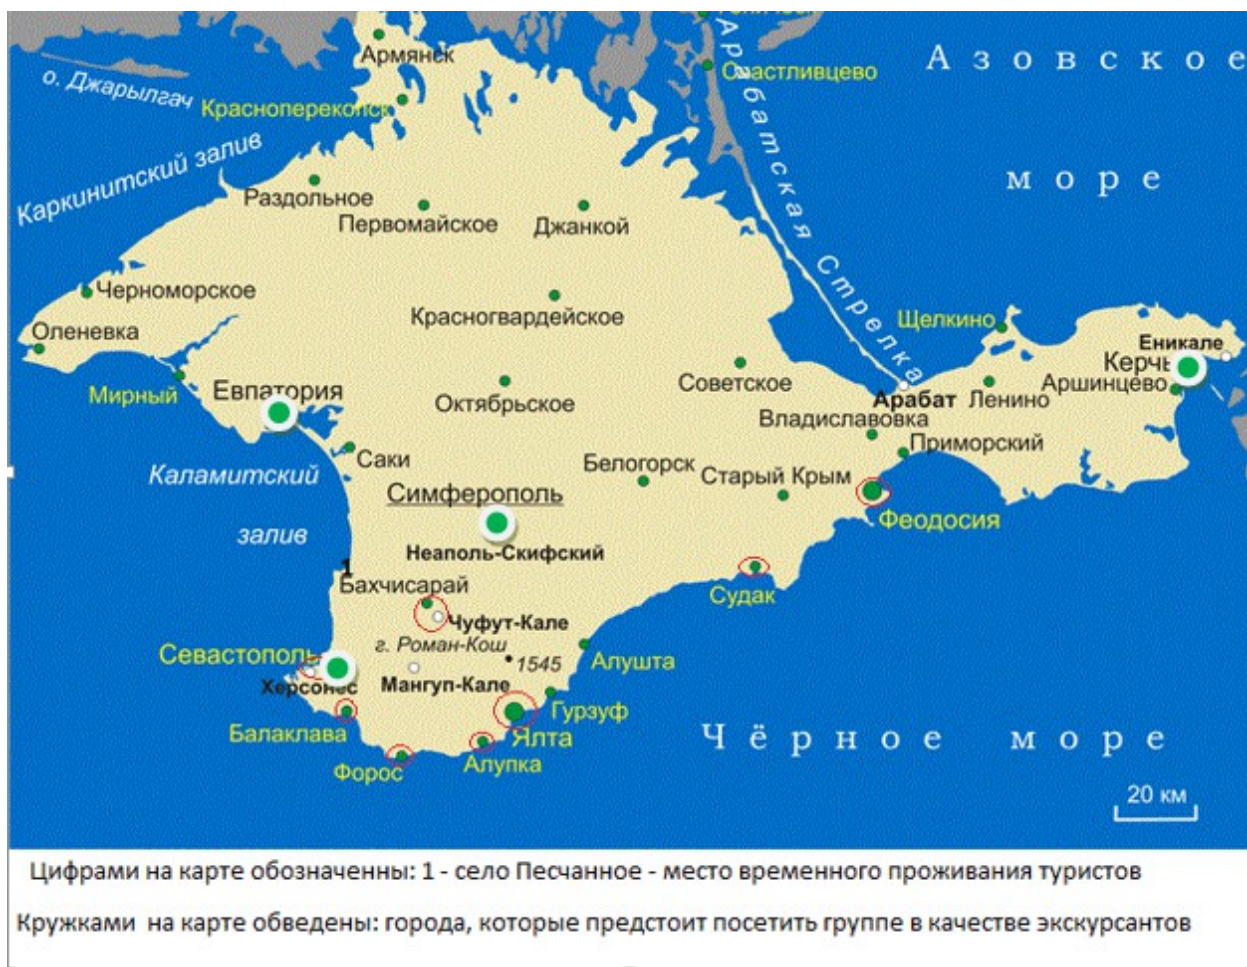 Армянск
Счастливцево
Азовское
о. Джарылгач
Красноперекопск
Арабатская Стрелка
Каркинитский залив
море
Раздольное
Первомайское
Джанкой
Черноморское
Красногвардейское
Щелкино
Оленевка
Еникале
Керчь
Мирный
Евпатория
Октябрьское
Советское
Арабат
Ленино
Аршинцево
Владиславовка
Приморский
Саки
Белогорск
Старый Крым
Каламитский
залив
Симферополь
Феодосия
Неаполь-Скифский
1
Бахчисарай
Судак
Чуфут-Кале
г. Роман-Кош
1545
Севастополь
Алушта
Херсонес
Мангуп-Кале
Гурзуф
Балаклава
Ялта
Чёрное море
Форос
Алупка
20 км
Цифрами на карте обозначенны: 1 - село Песчанное - место временного проживания туристов
Кружками на карте обведены: города, которые предстоит посетить группе в качестве экскурсантов